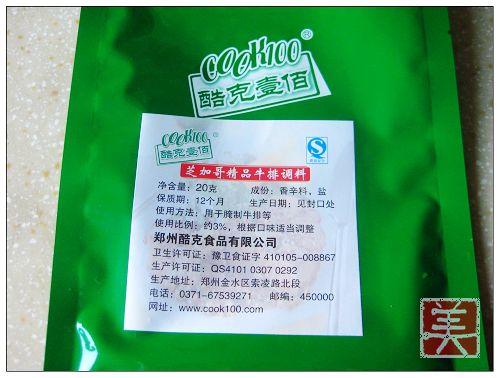 COOK100®
酷克壹佰
COOK100®
酷克壹佰
QS
芝加哥精品牛排调料
净含量：20克 成份：香辛料，盐
保质期：12个月 生产日期：见封口处
使用方法：用于腌制牛排等
使用比例：约3%，根据口味适当调整
郑州酷克食品有限公司
卫生许可证：豫卫食证字 410105-008867
生产许可证：QS4101 0307 0292
生产地址：郑州金水区索凌路北段
电话：0371-67539271 邮编：450000
网址：www.cook100.com
美